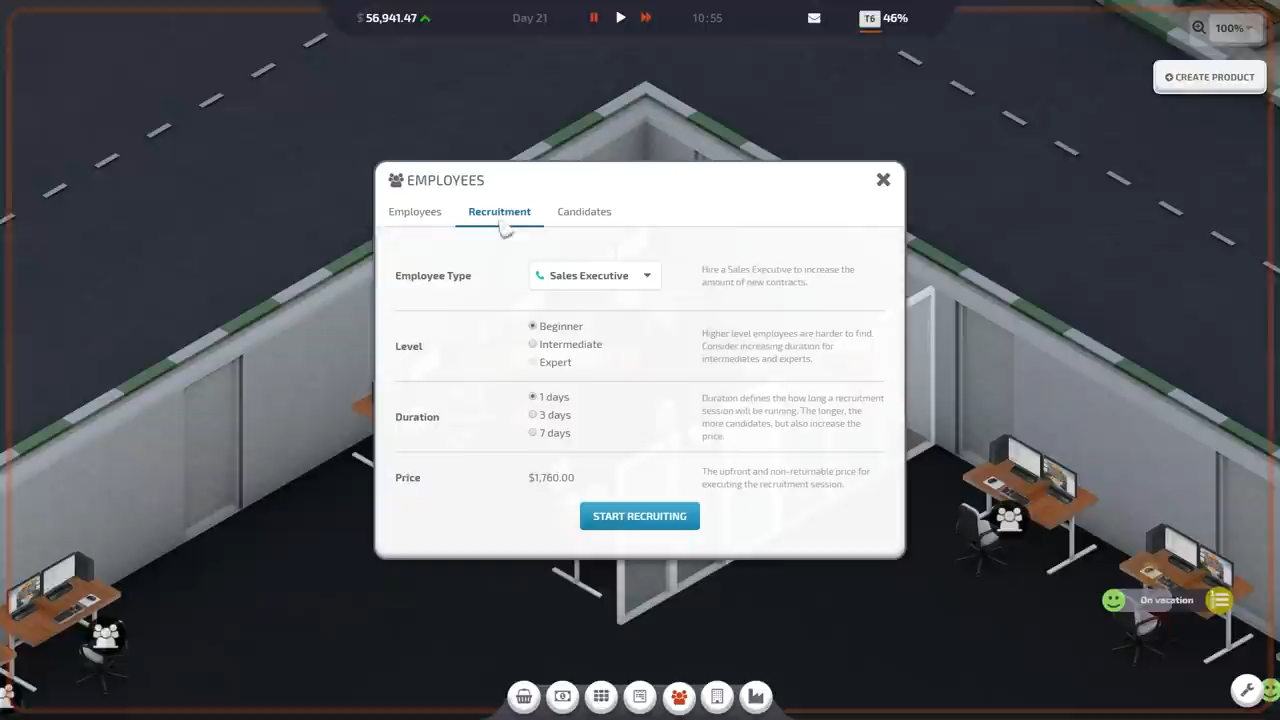 $ 56,941.47
Day 21
10:55
T6 46%
100%
CREATE PRODUCT
EMPLOYEES
Employees
Recruitment
Candidates
Employee Type
Sales Executive
Hire a Sales Executive to increase the
amount of new contracts.
Level
Beginner
Intermediate
Expert
Higher level employees are harder to find.
Consider increasing duration for
intermediates and experts.
Duration
1 days
3 days
7 days
Duration defines the how long a recruitment
session will be running. The longer, the
more candidates, but also increase the
price.
Price
$1,760.00
The upfront and non-returnable price for
executing the recruitment session.
START RECRUITING
On vacation